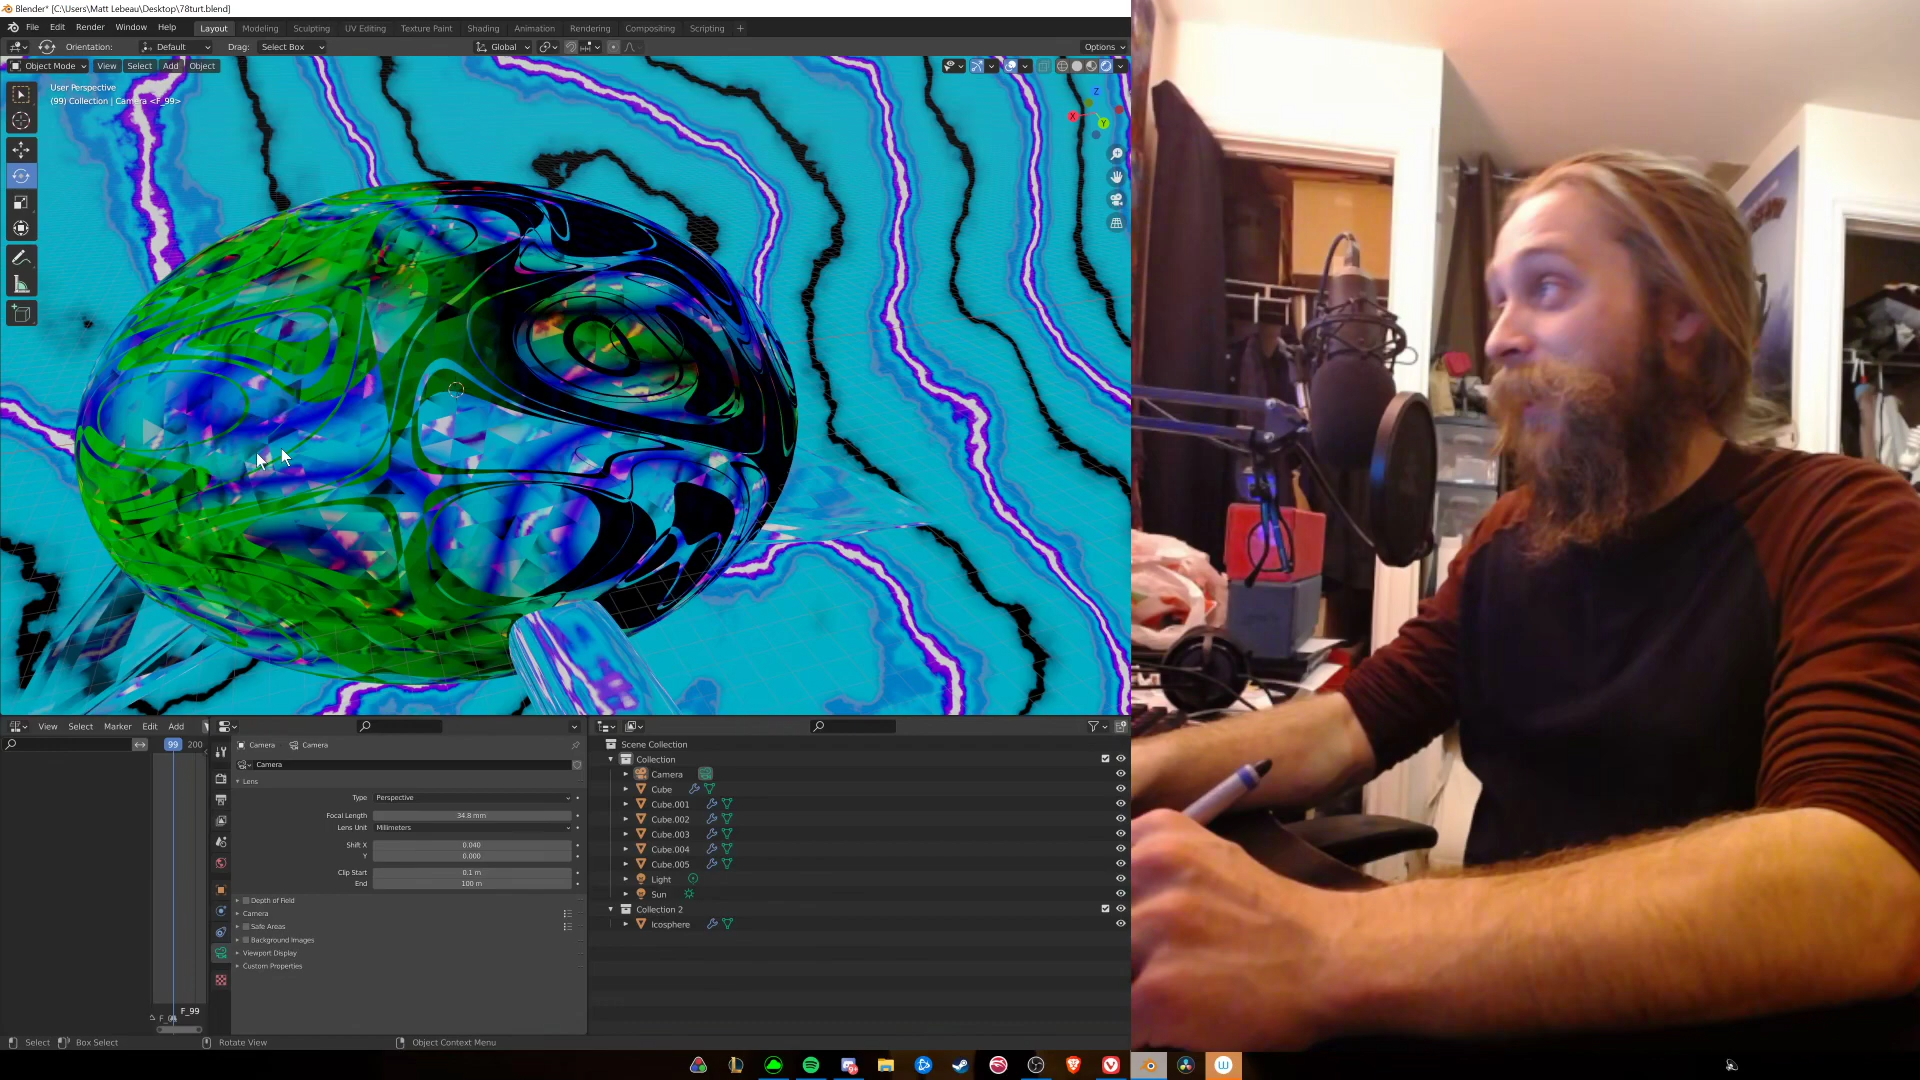 Blender* [C:\Users\Matt Lebeau\Desktop\78turt.blend]
File Edit Render Window Help Layout Modeling Sculpting UV Editing Texture Paint Shading Animation Rendering Compositing Scripting +
Orientation: Default Drag: Select Box Global Options
Object Mode View Select Add Object
User Perspective
(99) Collection | Camera <F_99>
Z
X
Y
View Select Marker Edit Add
99 200
F_99
Camera Camera
Camera
Lens
Type Perspective
Focal Length 34.8 mm
Lens Unit Millimeters
Shift X 0.040
Y 0.000
Clip Start 0.1 m
End 100 m
Depth of Field
Camera
Safe Areas
Background Images
Viewport Display
Custom Properties
Scene Collection
Collection
Camera
Cube
Cube.001
Cube.002
Cube.003
Cube.004
Cube.005
Light
Sun
Collection 2
Icosphere
Select Box Select Rotate View Object Context Menu